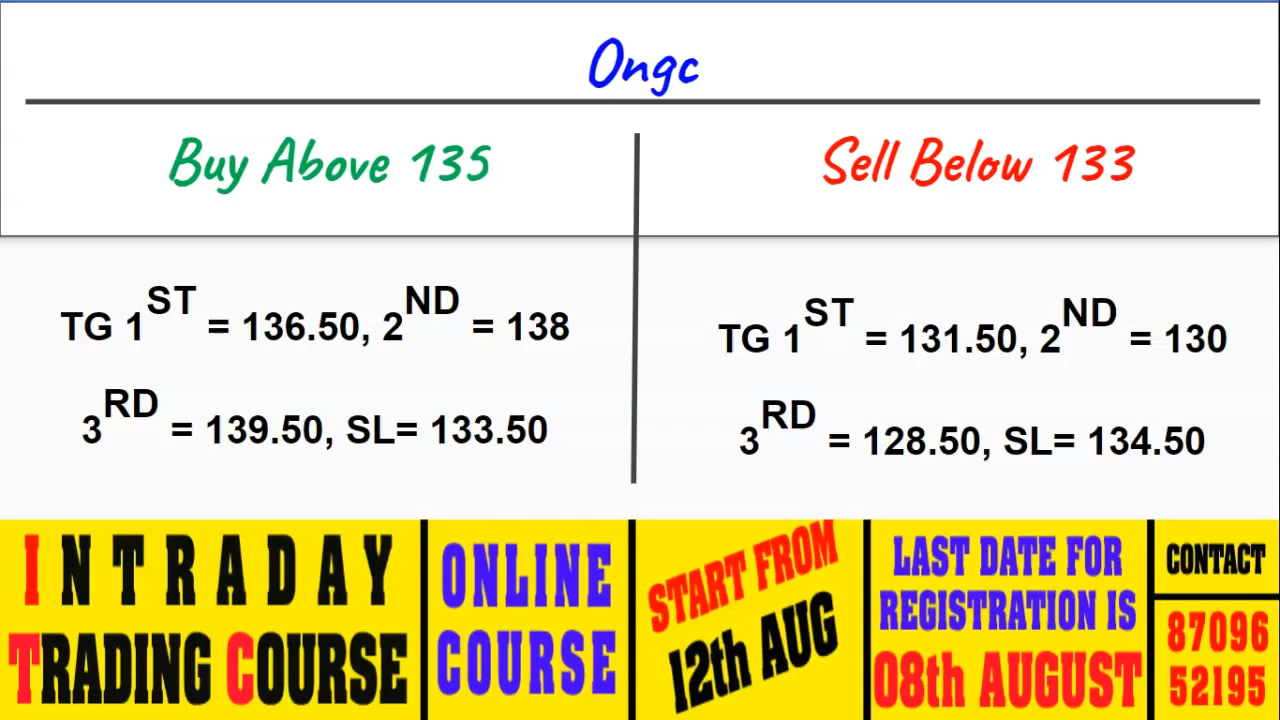 Ongc
Buy Above 135
TG 1ST = 136.50, 2ND = 138
3RD = 139.50, SL= 133.50
Sell Below 133
TG 1ST = 131.50, 2ND = 130
3RD = 128.50, SL= 134.50
INTRADAY
TRADING COURSE
ONLINE
COURSE
START FROM
12th AUG
LAST DATE FOR
REGISTRATION IS
08th AUGUST
CONTACT
87096
52195